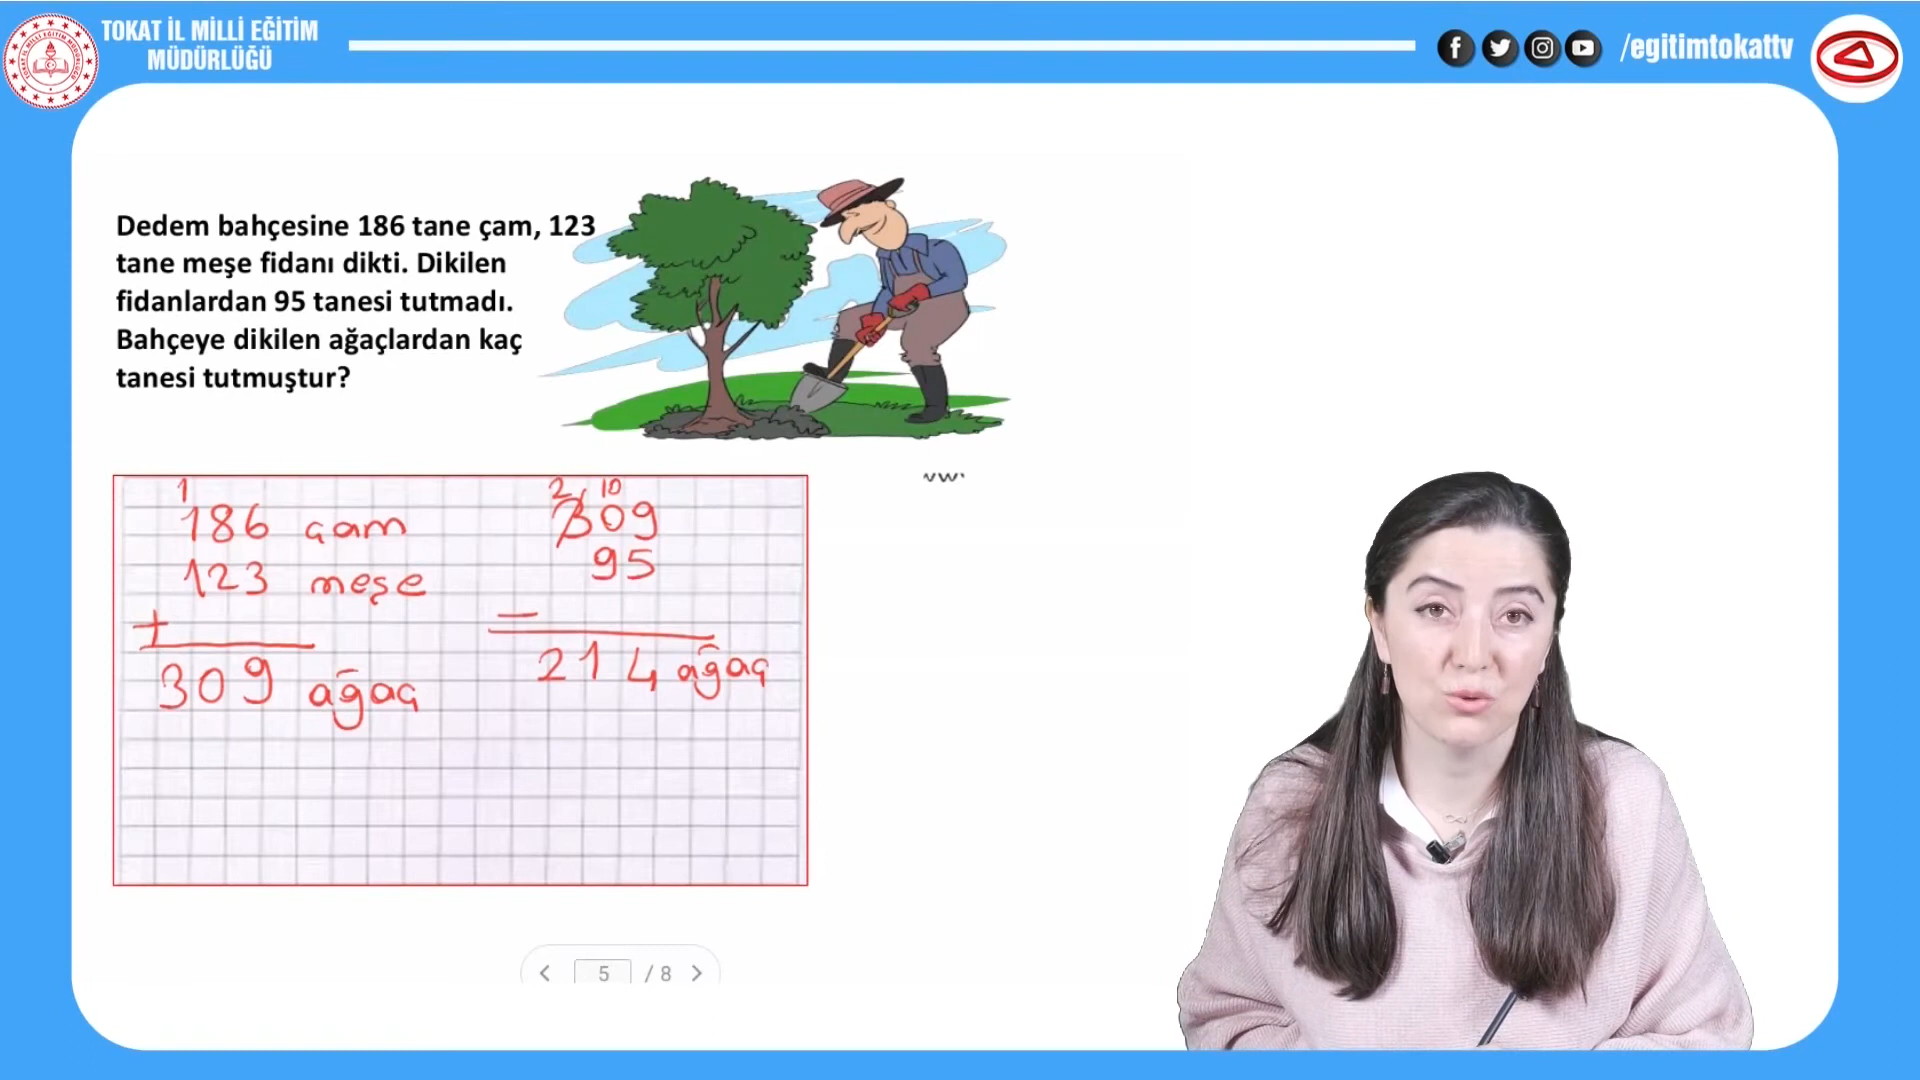 TOKAT İL MİLLİ EĞİTİM
MÜDÜRLÜĞÜ
/egitimtokattv
Dedem bahçesine 186 tane çam, 123
tane meşe fidanı dikti. Dikilen
fidanlardan 95 tanesi tutmadı.
Bahçeye dikilen ağaçlardan kaç
tanesi tutmuştur?
1
186 çam
123 meşe
+
309 ağaç
2 10
309
95
-
214 ağaç
5 / 8